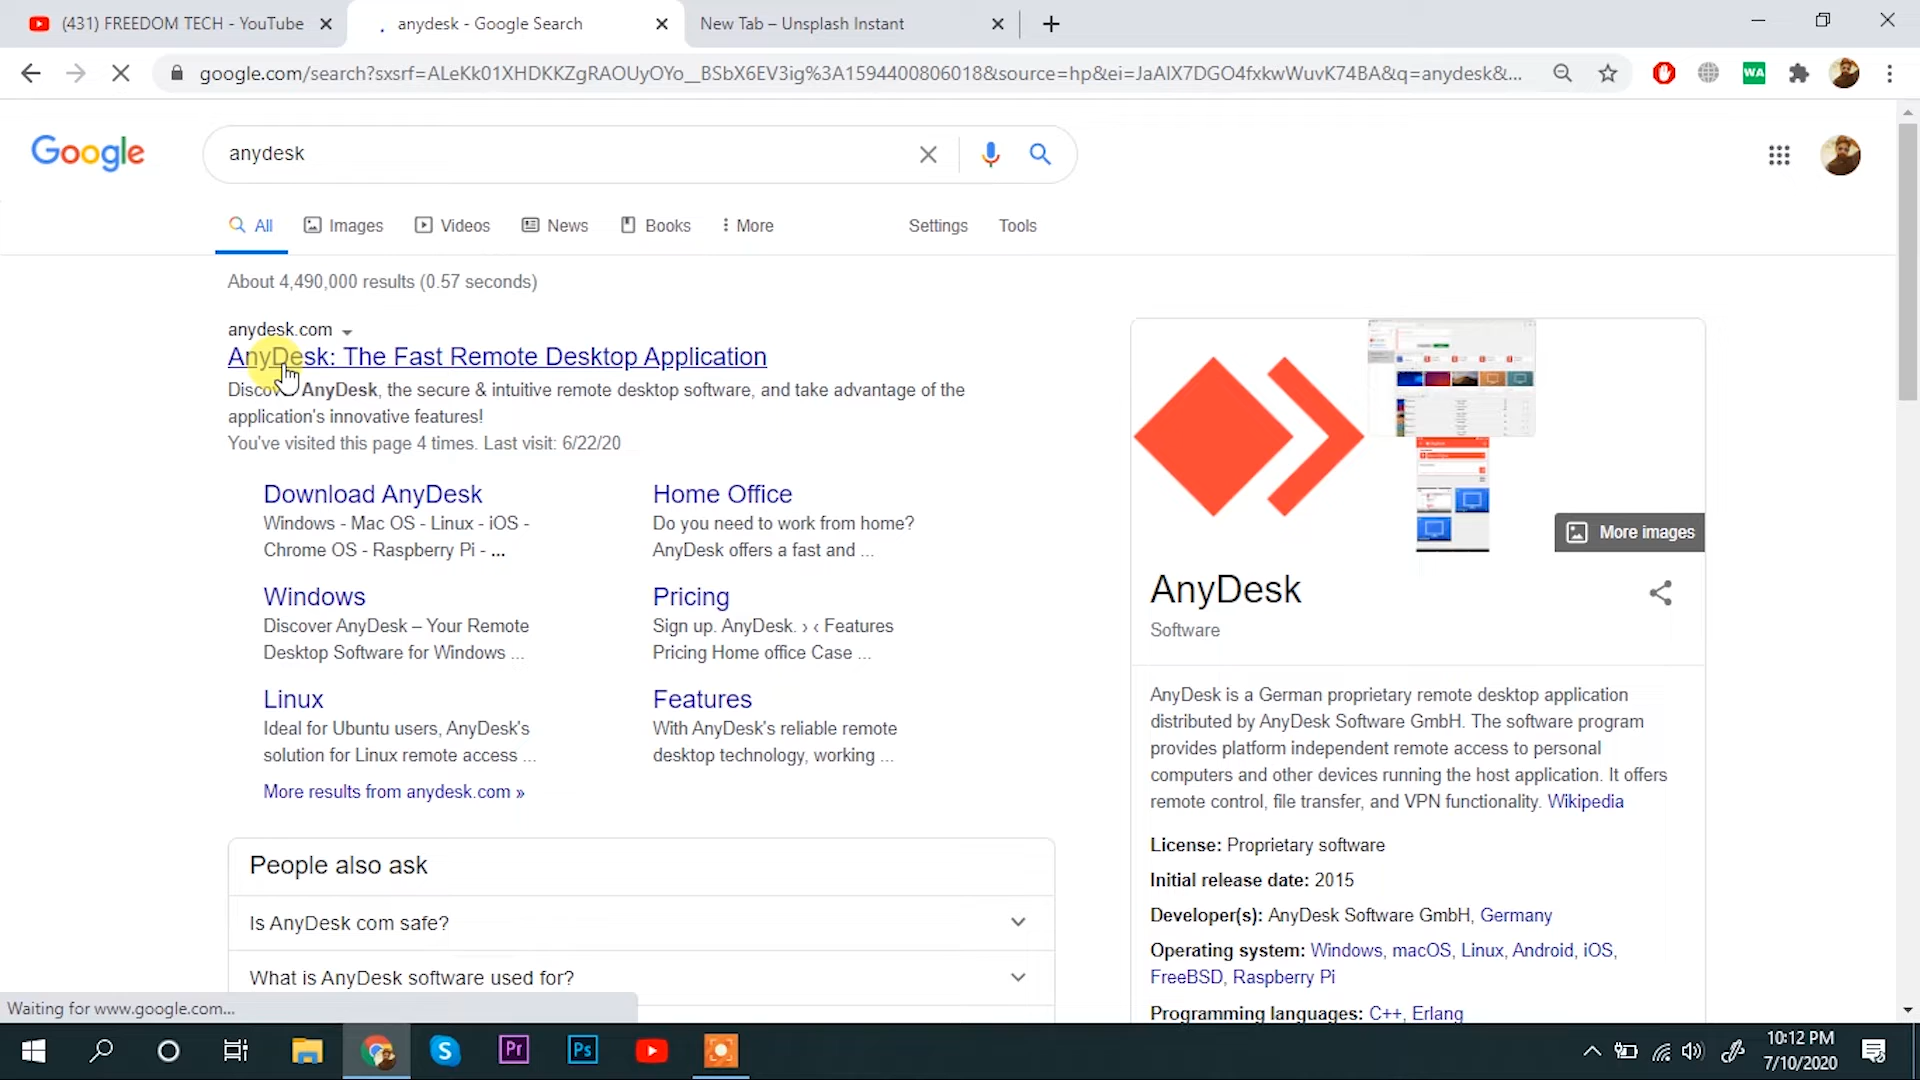 (431) FREEDOM TECH - YouTube
anydesk - Google Search
New Tab – Unsplash Instant
google.com/search?sxsrf=ALeKk01XHDKKZgRAOUyOYo__BSbX6EV3ig%3A1594400806018&source=hp&ei=JaAIX7DGO4fxkwWuvK74BA&q=anydesk&...
WA
Google
anydesk
All
Images
Videos
News
Books
More
Settings
Tools
About 4,490,000 results (0.57 seconds)
anydesk.com
AnyDesk: The Fast Remote Desktop Application
AnyDesk, the secure & intuitive remote desktop software, and take advantage of the
application's innovative features!
You've visited this page 4 times. Last visit: 6/22/20
Download AnyDesk
Windows - Mac OS - Linux - iOS -
Chrome OS - Raspberry Pi - ...
Home Office
Do you need to work from home?
AnyDesk offers a fast and ...
Windows
Discover AnyDesk – Your Remote
Desktop Software for Windows ...
Pricing
Sign up. AnyDesk. › ‹ Features
Pricing Home office Case ...
Linux
Ideal for Ubuntu users, AnyDesk's
solution for Linux remote access ...
Features
With AnyDesk's reliable remote
desktop technology, working ...
More results from anydesk.com »
People also ask
Is AnyDesk com safe?
What is AnyDesk software used for?
More images
AnyDesk
Software
AnyDesk is a German proprietary remote desktop application
distributed by AnyDesk Software GmbH. The software program
provides platform independent remote access to personal
computers and other devices running the host application. It offers
remote control, file transfer, and VPN functionality. Wikipedia
License: Proprietary software
Initial release date: 2015
Developer(s): AnyDesk Software GmbH, Germany
Operating system: Windows, macOS, Linux, Android, iOS,
FreeBSD, Raspberry Pi
Programming languages: C++, Erlang
Waiting for www.google.com...
Pr
Ps
10:12 PM
7/10/2020